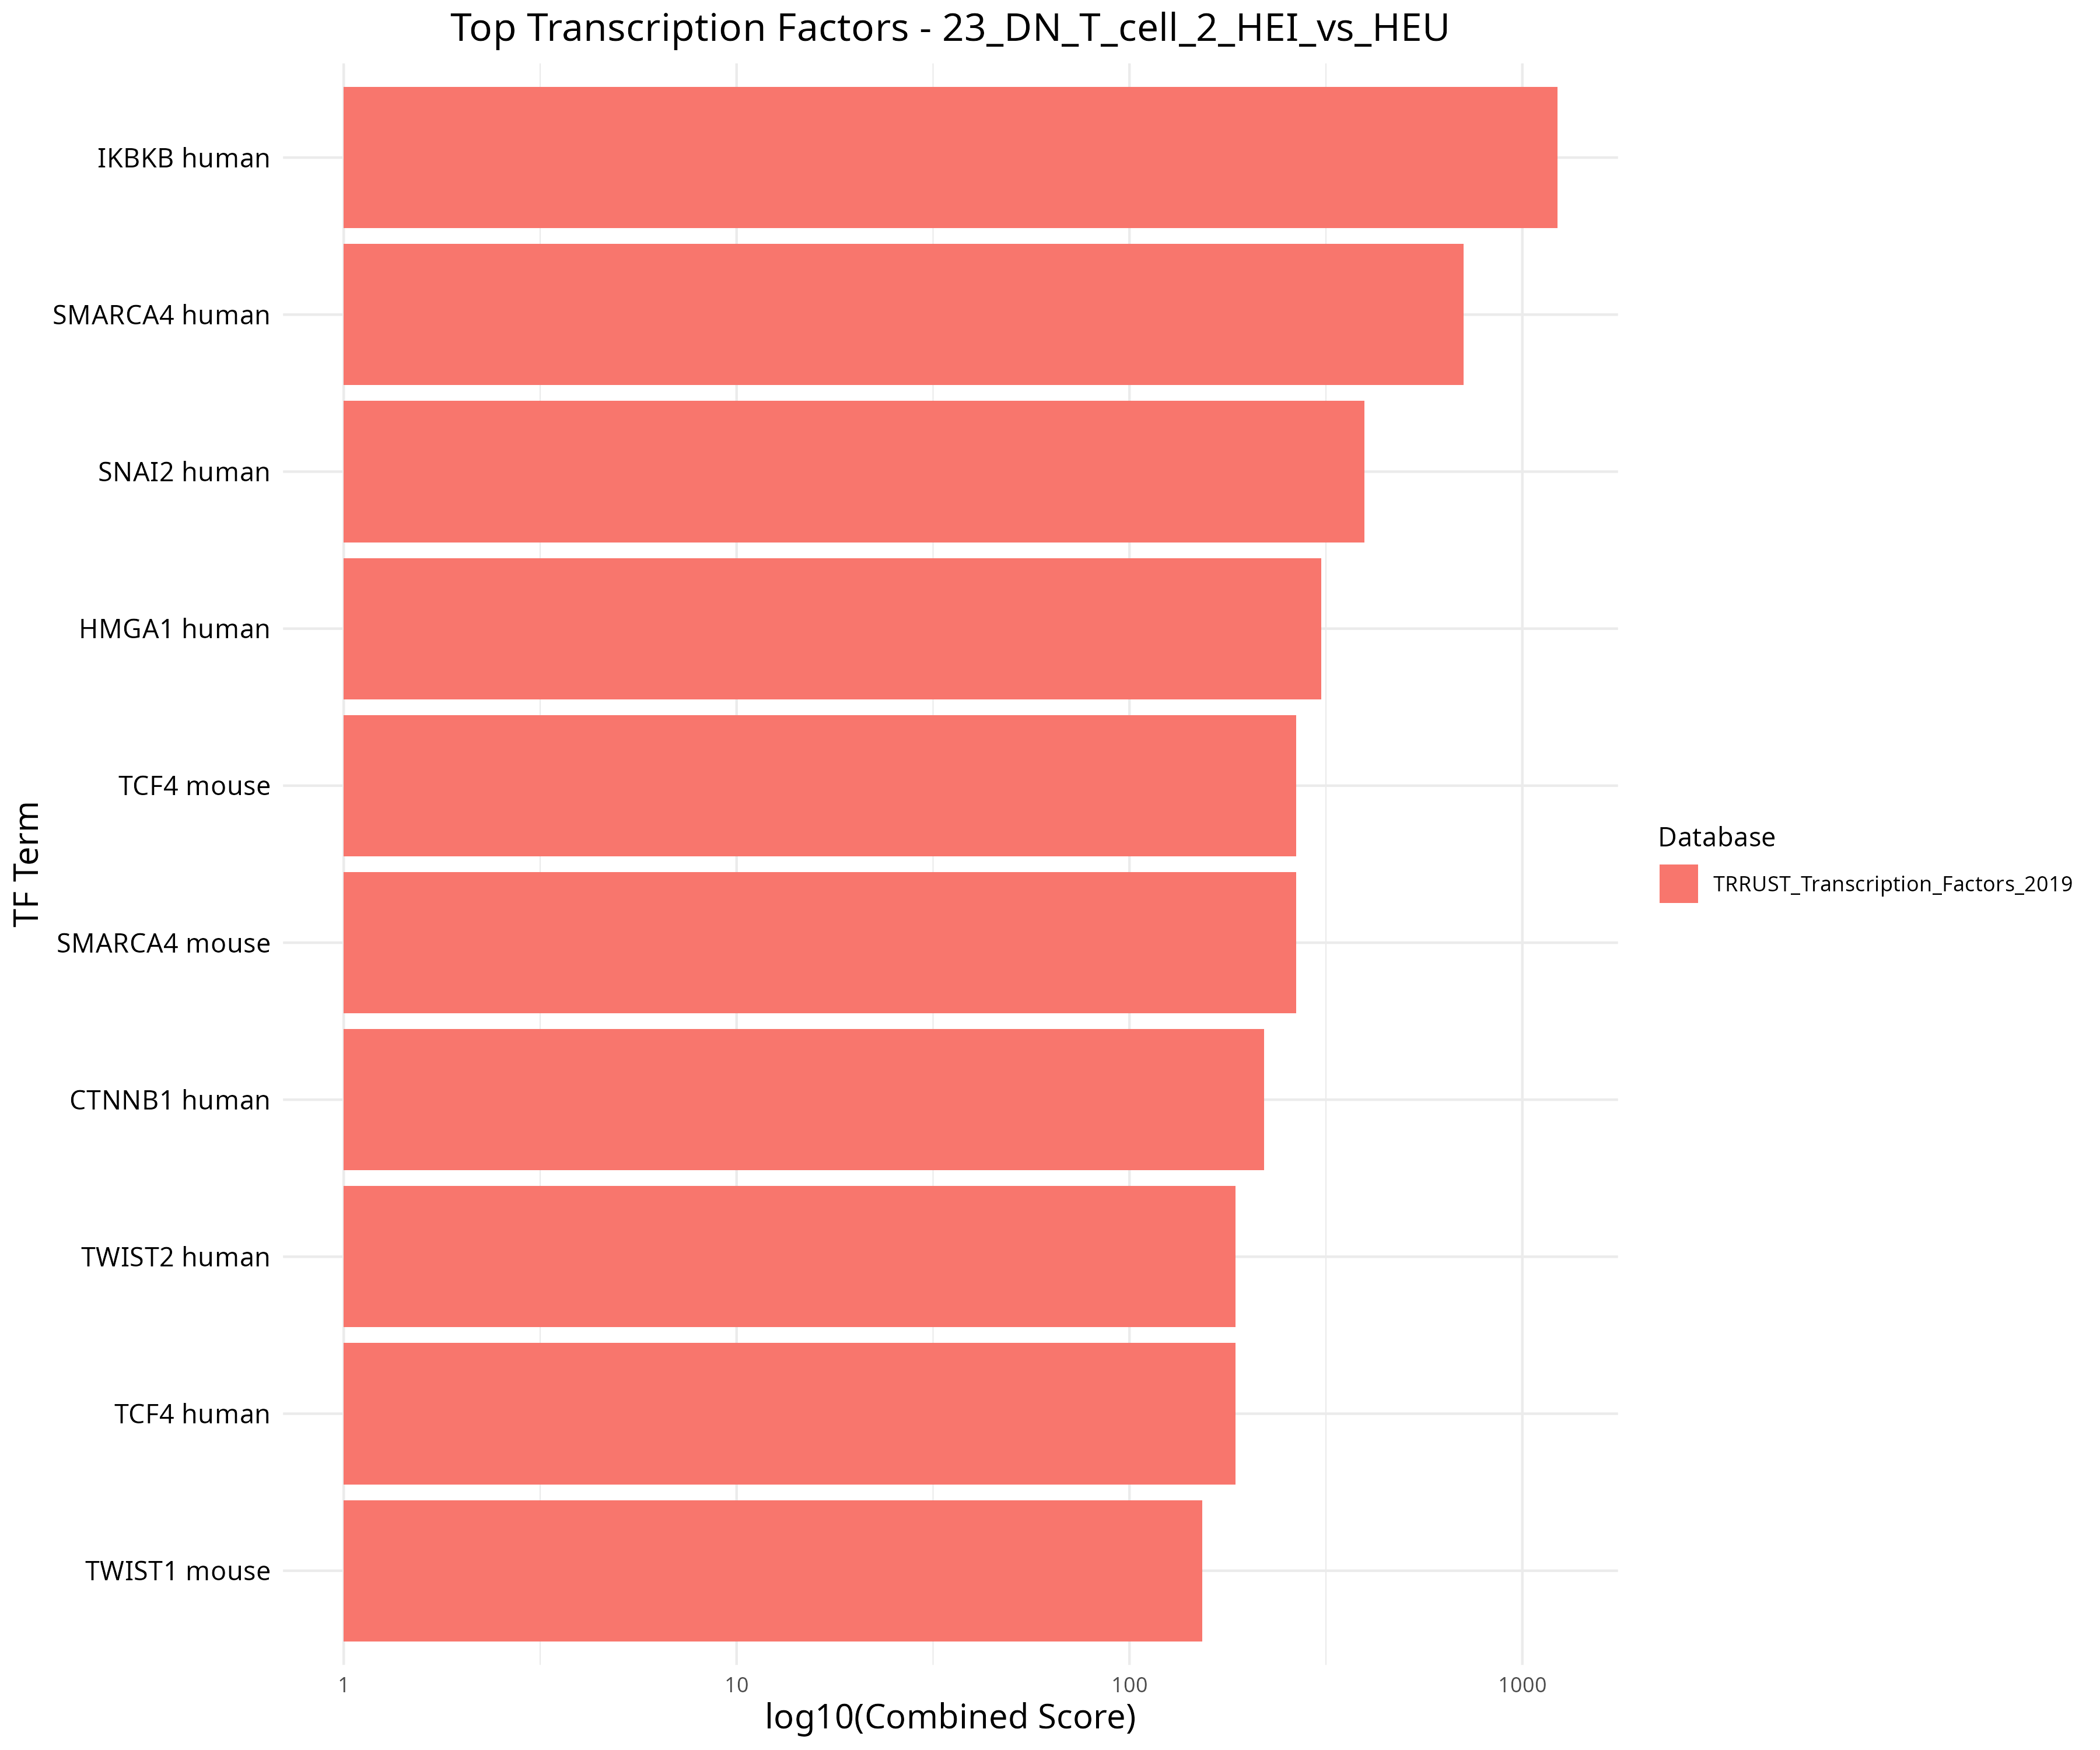 Top Transcription Factors - 23_DN_T_cell_2_HEI_vs_HEU
TF Term
IKBKB human
SMARCA4 human
SNAI2 human
HMGA1 human
TCF4 mouse
SMARCA4 mouse
CTNNB1 human
TWIST2 human
TCF4 human
TWIST1 mouse
1 10 100 1000
log10(Combined Score)
Database
TRRUST_Transcription_Factors_2019